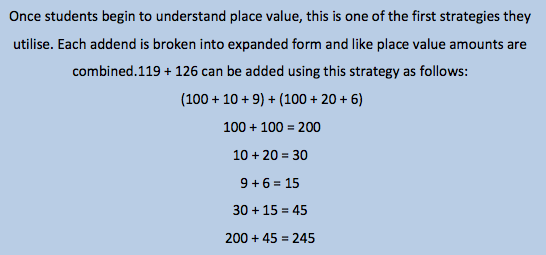 Once students begin to understand place value, this is one of the first strategies they
utilise. Each addend is broken into expanded form and like place value amounts are
combined.119 + 126 can be added using this strategy as follows:
(100 + 10 + 9) + (100 + 20 + 6)
100 + 100 = 200
10 + 20 = 30
9 + 6 = 15
30 + 15 = 45
200 + 45 = 245